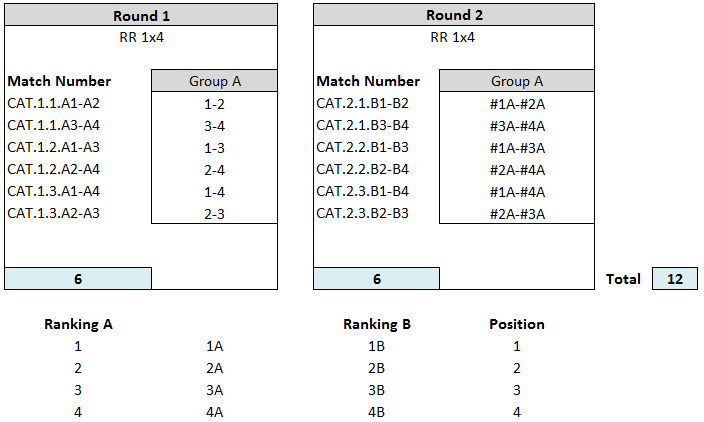 Round 1 Round 2
RR 1x4 RR 1x4
Match Number Group A Match Number Group A
CAT.1.1.A1-A2 1-2 CAT.2.1.B1-B2 #1A-#2A
CAT.1.1.A3-A4 3-4 CAT.2.1.B3-B4 #3A-#4A
CAT.1.2.A1-A3 1-3 CAT.2.2.B1-B3 #1A-#3A
CAT.1.2.A2-A4 2-4 CAT.2.2.B2-B4 #2A-#4A
CAT.1.3.A1-A4 1-4 CAT.2.3.B1-B4 #1A-#4A
CAT.1.3.A2-A3 2-3 CAT.2.3.B2-B3 #2A-#3A
6 6 Total 12
Ranking A Ranking B Position
1 1A 1B 1
2 2A 2B 2
3 3A 3B 3
4 4A 4B 4